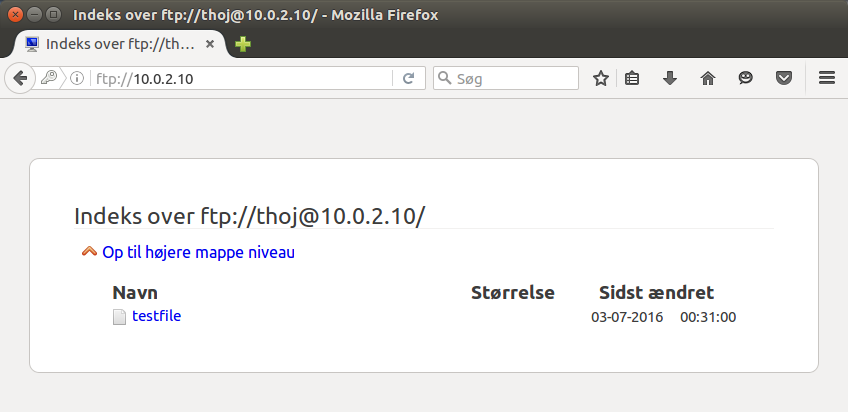 Indeks over ftp://thoj@10.0.2.10/ - Mozilla Firefox
Indeks over ftp://th...
ftp://10.0.2.10
Søg
Indeks over ftp://thoj@10.0.2.10/
Op til højere mappe niveau
Navn Størrelse Sidst ændret
testfile 03-07-2016 00:31:00